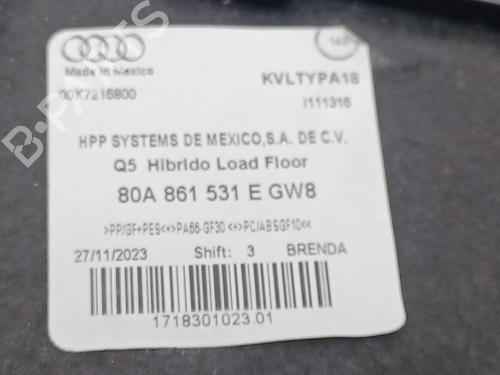 Made in Mexico
KVLTYPA18
00X7216800
I111316
HPP SYSTEMS DE MEXICO,S.A. DE C.V.
Q5 Hibrido Load Floor
80A 861 531 E GW8
>PP/GF+PES<+>PA66-GF30 <+>PC/ABSGF10<<
27/11/2023 Shift: 3 BRENDA
1718301023.01
B-PARTS